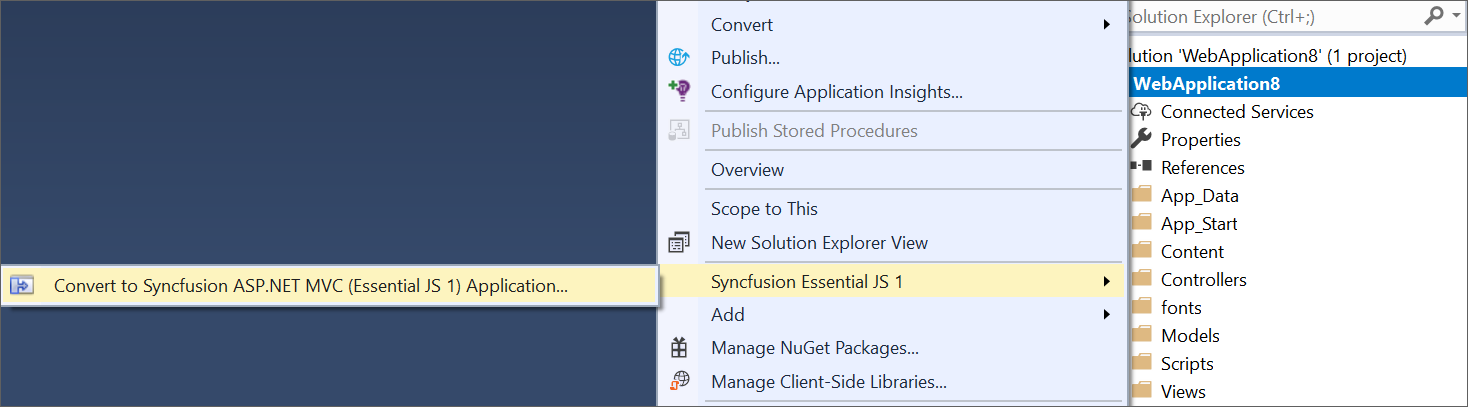 Convert
Publish...
Configure Application Insights...
Publish Stored Procedures
Overview
Scope to This
New Solution Explorer View
Syncfusion Essential JS 1
Add
Manage NuGet Packages...
Manage Client-Side Libraries...
Convert to Syncfusion ASP.NET MVC (Essential JS 1) Application...
Solution Explorer (Ctrl+;)
lution 'WebApplication8' (1 project)
WebApplication8
Connected Services
Properties
References
App_Data
App_Start
Content
Controllers
fonts
Models
Scripts
Views